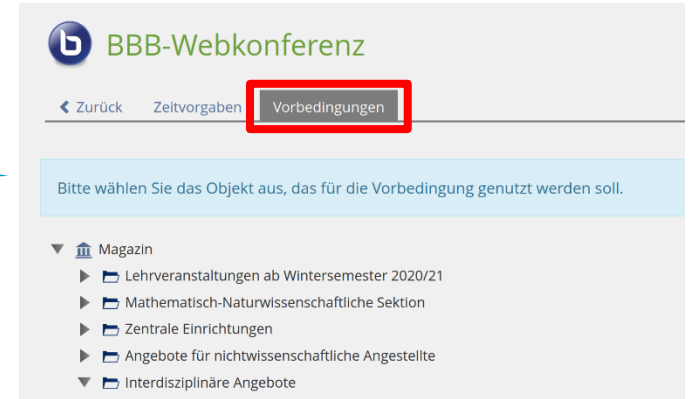 b BBB-Webkonferenz
Zurück Zeitvorgaben Vorbedingungen
Bitte wählen Sie das Objekt aus, das für die Vorbedingung genutzt werden soll.
Magazin
Lehrveranstaltungen ab Wintersemester 2020/21
Mathematisch-Naturwissenschaftliche Sektion
Zentrale Einrichtungen
Angebote für nichtwissenschaftliche Angestellte
Interdisziplinäre Angebote